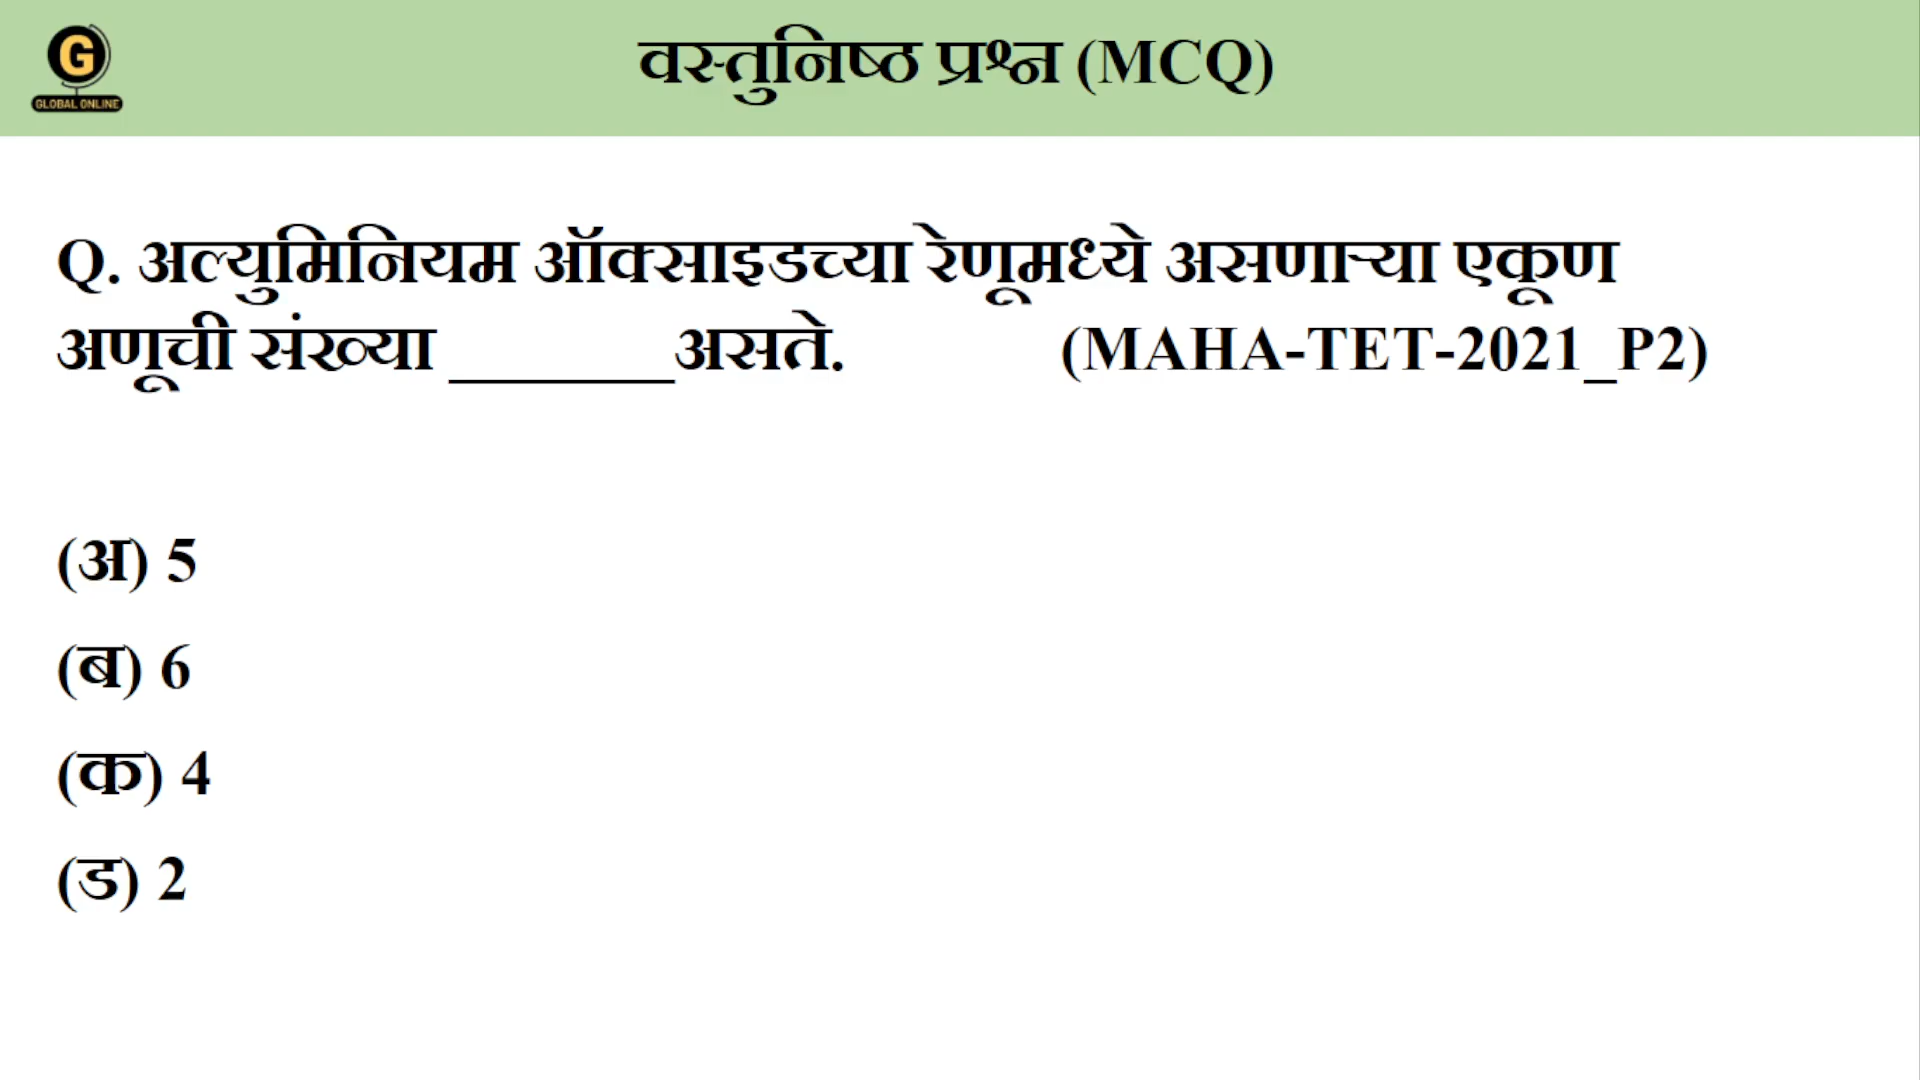 G
GLOBAL ONLINE
वस्तुनिष्ठ प्रश्न (MCQ)
Q. अल्युमिनियम ऑक्साइडच्या रेणूमध्ये असणाऱ्या एकूण
अणूची संख्या _______असते. (MAHA-TET-2021_P2)
(अ) 5
(ब) 6
(क) 4
(ड) 2